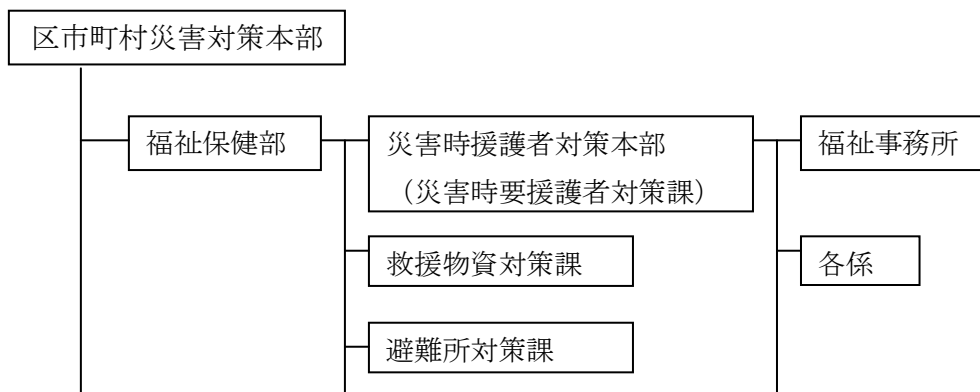 区市町村災害対策本部
福祉保健部
災害時援護者対策本部
（災害時要援護者対策課）
福祉事務所
救援物資対策課
各係
避難所対策課